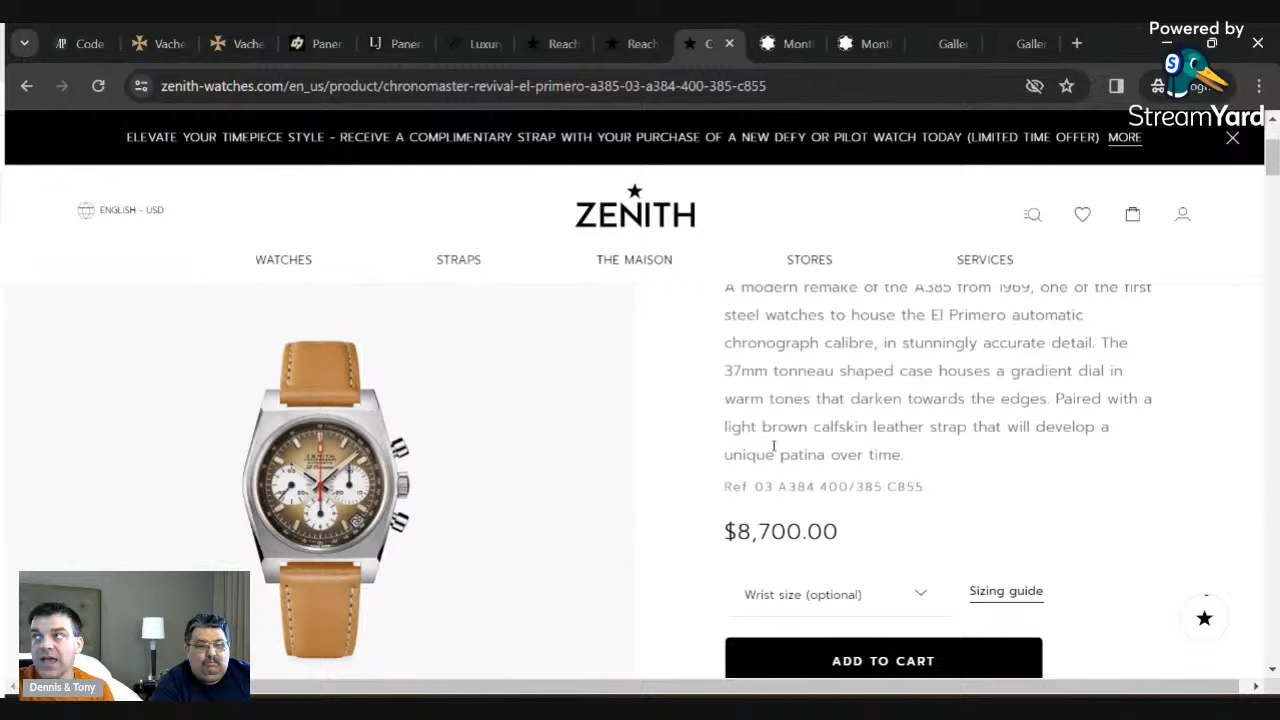 Powered by
StreamYard
Code
Vache
Vache
Paner
Paner
Luxur
Reach
Reach
C
Mont
Mont
Galler
Galler
zenith-watches.com/en_us/product/chronomaster-revival-el-primero-a385-03-a384-400-385-c855
ELEVATE YOUR TIMEPIECE STYLE - RECEIVE A COMPLIMENTARY STRAP WITH YOUR PURCHASE OF A NEW DEFY OR PILOT WATCH TODAY (LIMITED TIME OFFER) MORE
ENGLISH - USD
ZENITH
WATCHES
STRAPS
THE MAISON
STORES
SERVICES
A modern remake of the A385 from 1969, one of the first
steel watches to house the El Primero automatic
chronograph calibre, in stunningly accurate detail. The
37mm tonneau shaped case houses a gradient dial in
warm tones that darken towards the edges. Paired with a
light brown calfskin leather strap that will develop a
unique patina over time.
Ref 03 A384 400/385 C855
$8,700.00
Wrist size (optional)
Sizing guide
ADD TO CART
Dennis & Tony